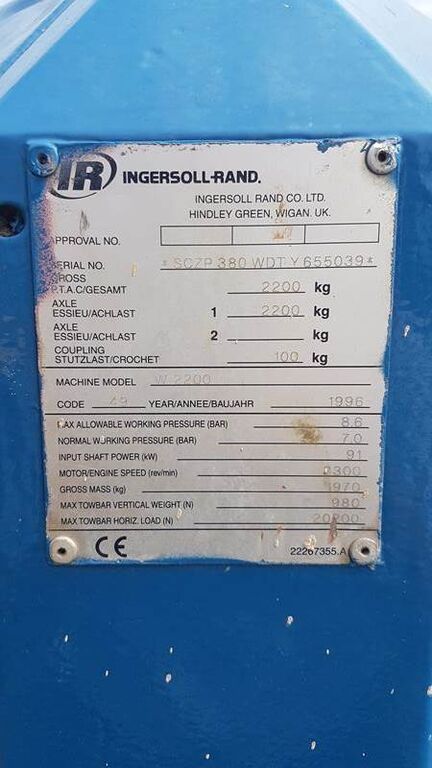 IR INGERSOLL-RAND.
INGERSOLL RAND CO. LTD.
HINDLEY GREEN, WIGAN. UK.
APPROVAL NO.
SERIAL NO. * SCZP 380 WDT Y 655039 *
GROSS
P.T.A.C/GESAMT 2200 kg
AXLE
ESSIEU/ACHLAST 1 2200 kg
AXLE
ESSIEU/ACHLAST 2 kg
COUPLING
STUTZLAST/CROCHET 100 kg
MACHINE MODEL W 2200
CODE 49 YEAR/ANNEE/BAUJAHR 1996
MAX ALLOWABLE WORKING PRESSURE (BAR) 8.6
NORMAL WORKING PRESSURE (BAR) 7.0
INPUT SHAFT POWER (kW) 91
MOTOR/ENGINE SPEED (rev/min) 2300
GROSS MASS (kg) 1970
MAX TOWBAR VERTICAL WEIGHT (N) 980
MAX TOWBAR HORIZ. LOAD (N)
CE 22267355.A